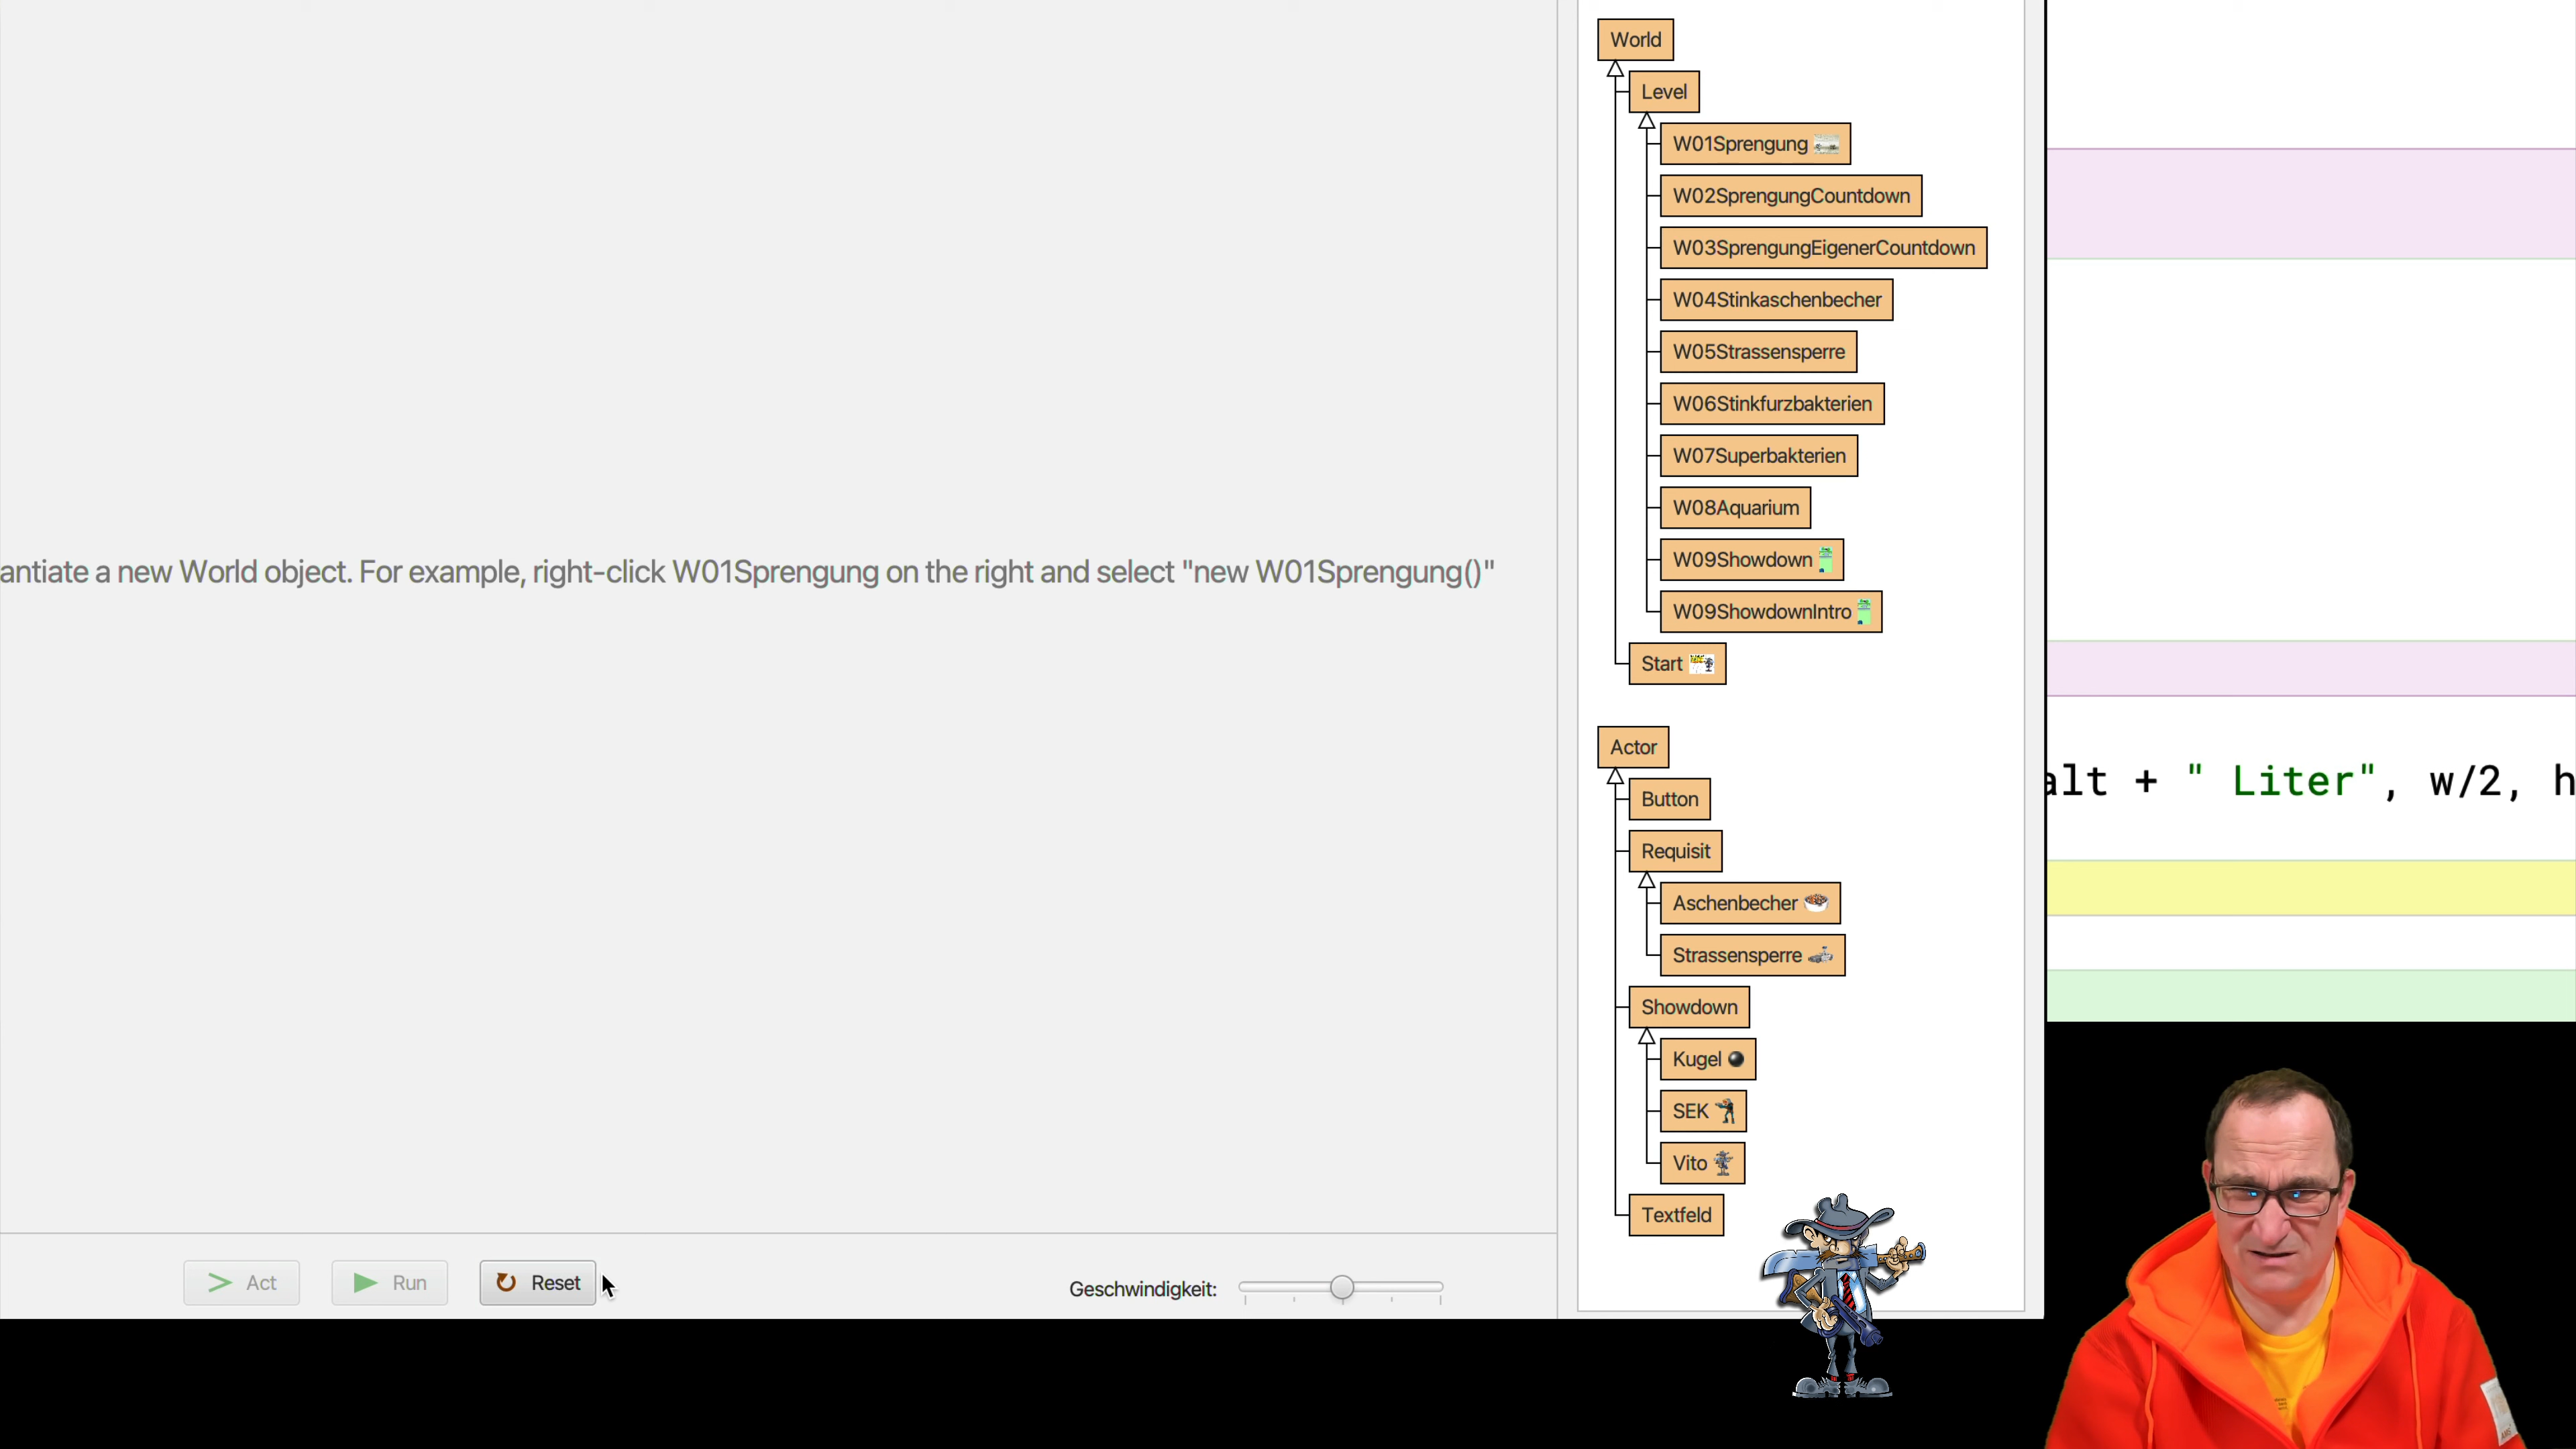 World
Level
W01Sprengung
W02SprengungCountdown
W03SprengungEigenerCountdown
W04Stinkaschenbecher
W05Strassensperre
W06Stinkfurzbakterien
W07Superbakterien
W08Aquarium
W09Showdown
W09ShowdownIntro
Start
antiate a new World object. For example, right-click W01Sprengung on the right and select "new W01Sprengung()"
Actor
Button
Requisit
Aschenbecher
Strassensperre
Showdown
Kugel
SEK
Vito
Textfeld
alt + " Liter", w/2, h
Act
Run
Reset
Geschwindigkeit: